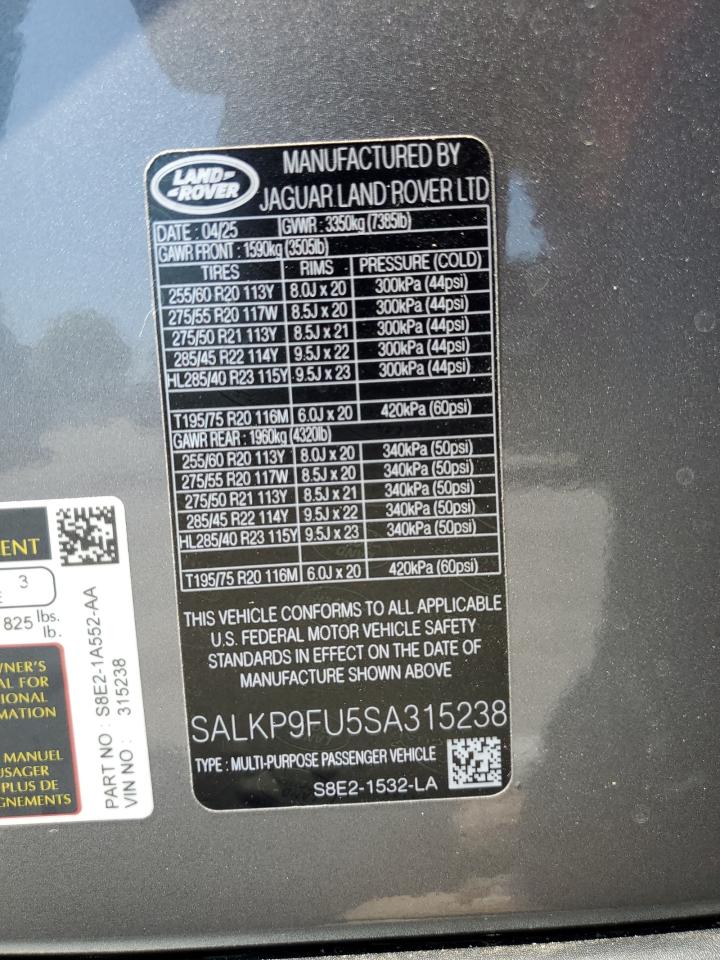 LAND-
-ROVER
MANUFACTURED BY
JAGUAR LAND ROVER LTD
DATE : 04/25 GVWR : 3350kg (7385lb)
GAWR FRONT : 1590kg (3505lb)
TIRES RIMS PRESSURE (COLD)
255/60 R20 113Y 8.0J x 20 300kPa (44psi)
275/55 R20 117W 8.5J x 20 300kPa (44psi)
275/50 R21 113Y 8.5J x 21 300kPa (44psi)
285/45 R22 114Y 9.5J x 22 300kPa (44psi)
HL285/40 R23 115Y 9.5J x 23 300kPa (44psi)
T195/75 R20 116M 6.0J x 20 420kPa (60psi)
GAWR REAR : 1960kg (4320lb)
255/60 R20 113Y 8.0J x 20 340kPa (50psi)
275/55 R20 117W 8.5J x 20 340kPa (50psi)
275/50 R21 113Y 8.5J x 21 340kPa (50psi)
285/45 R22 114Y 9.5J x 22 340kPa (50psi)
HL285/40 R23 115Y 9.5J x 23 340kPa (50psi)
T195/75 R20 116M 6.0J x 20 420kPa (60psi)
THIS VEHICLE CONFORMS TO ALL APPLICABLE
U.S. FEDERAL MOTOR VEHICLE SAFETY
STANDARDS IN EFFECT ON THE DATE OF
MANUFACTURE SHOWN ABOVE
SALKP9FU5SA315238
TYPE : MULTI-PURPOSE PASSENGER VEHICLE
S8E2-1532-LA
ENT
3
E
825 lbs.
lb.
NER'S
AL FOR
IONAL
MATION
MANUEL
USAGER
PLUS DE
GNEMENTS
PART NO : S8E2-1A552-AA
VIN NO : 315238